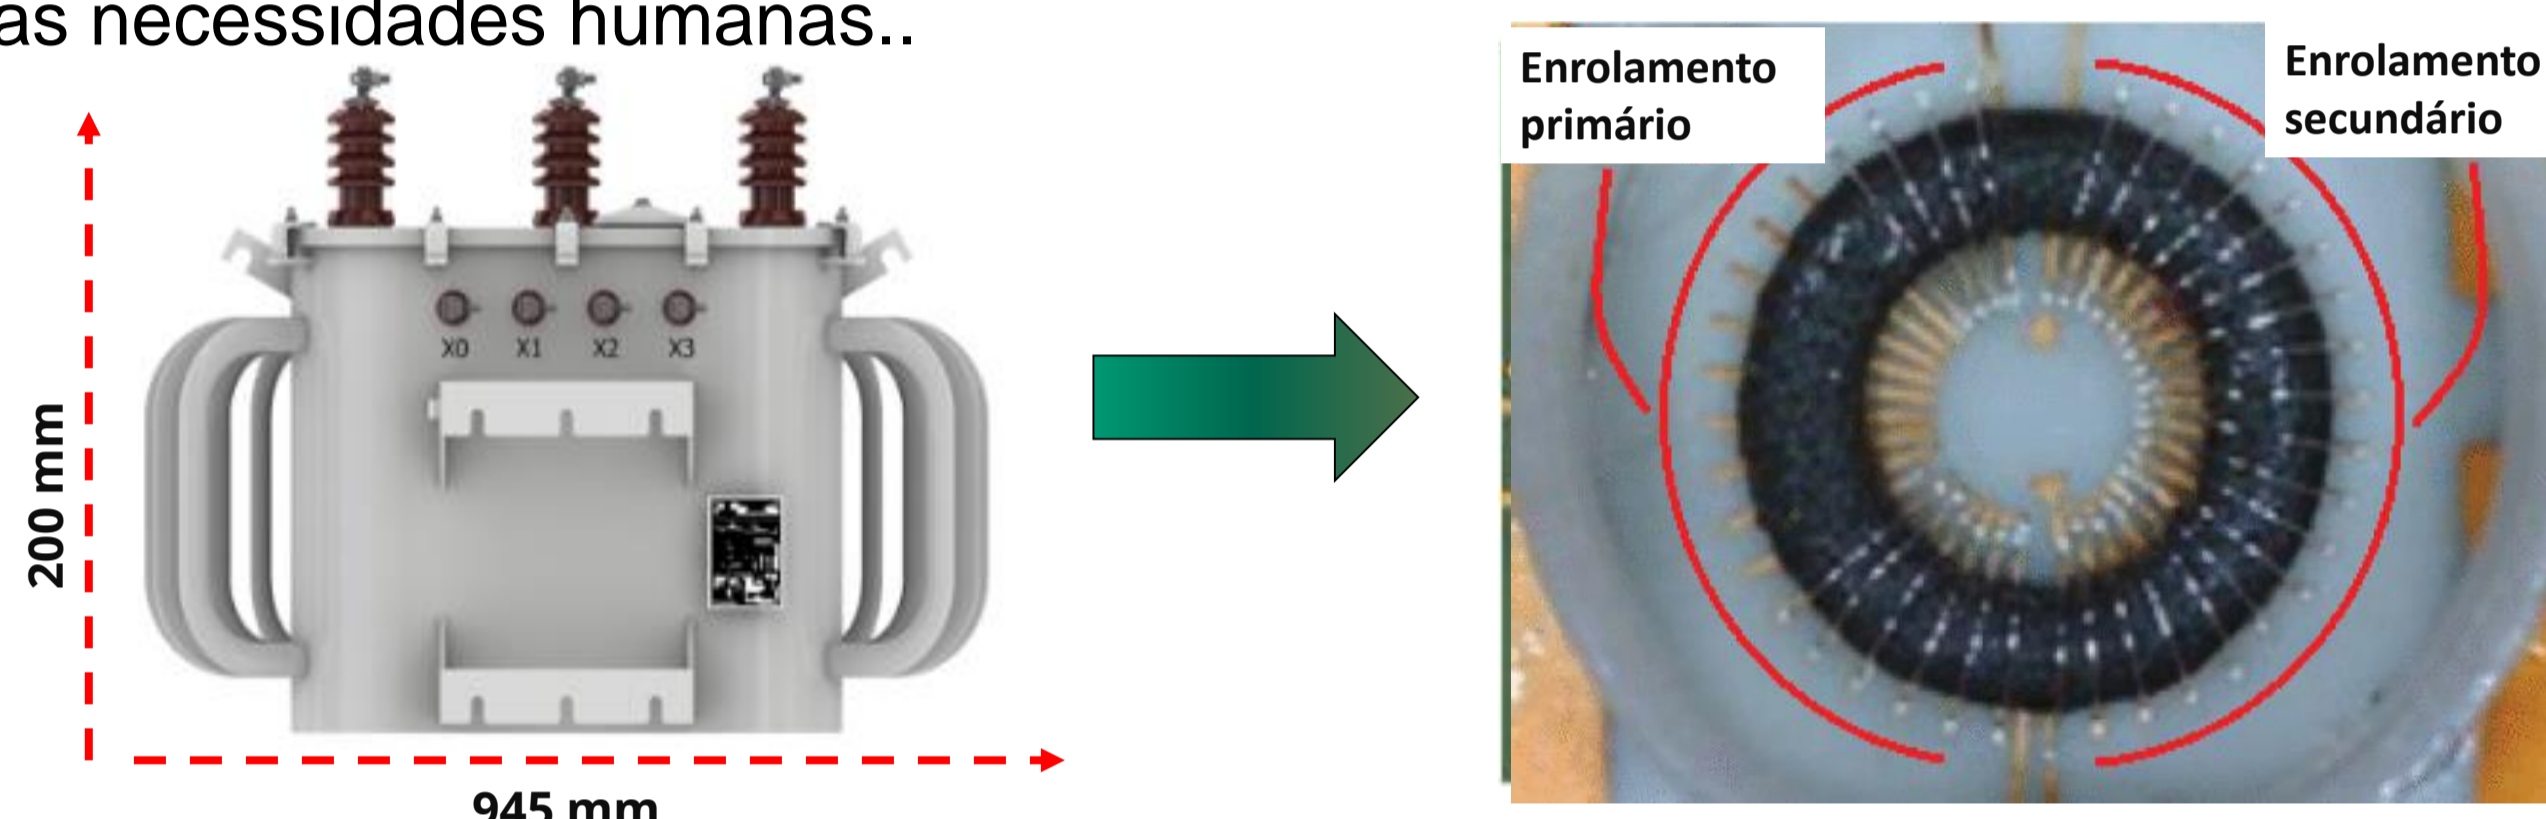 as necessidades humanas..
Enrolamento
primário
Enrolamento
secundário
X0 X1 X2 X3
200 mm
945 mm